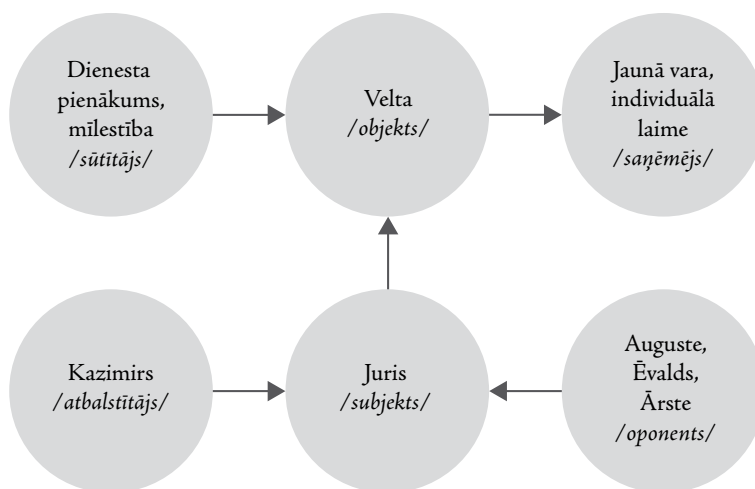 Dienesta
pienākums,
mīlestība
/sūtītājs/
Velta
/objekts/
Jaunā vara,
individuālā
laime
/saņēmējs/
Kazimirs
/atbalstītājs/
Juris
/subjekts/
Auguste,
Ēvalds,
Ārste
/oponents/